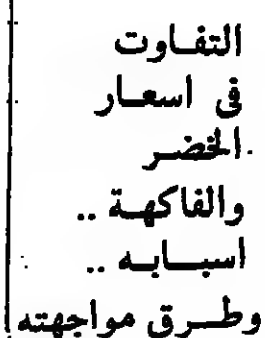 التفاوت
فى اسعار
الخضر
والفاكهة ..
اسبابه ..
وطرق مواجهته